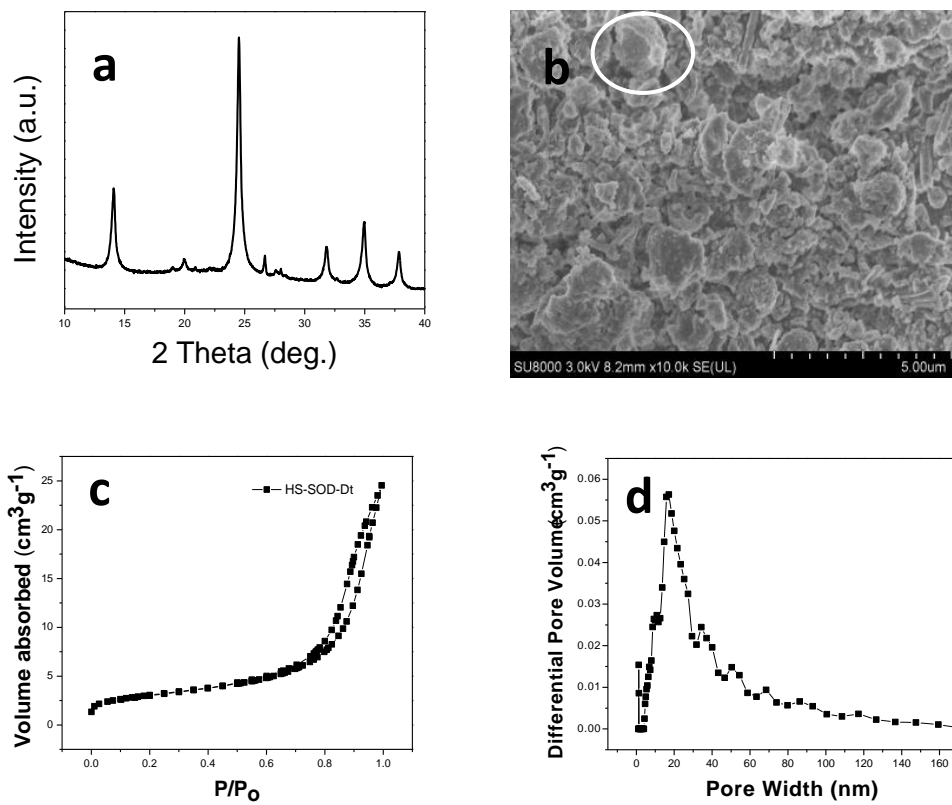 a
Intensity (a.u.)
10 15 20 25 30 35 40
2 Theta (deg.)
b
SU8000 3.0kV 8.2mm x10.0k SE(UL) 5.00um
c
HS-SOD-Dt
Volume absorbed (cm³g⁻¹)
25
20
15
10
5
0
0.0 0.2 0.4 0.6 0.8 1.0
P/Po
d
Differential Pore Volume(cm³g⁻¹)
0.06
0.05
0.04
0.03
0.02
0.01
0.00
0 20 40 60 80 100 120 140 160
Pore Width (nm)